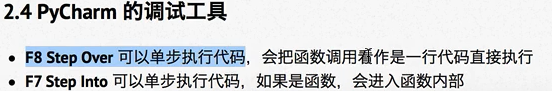 2.4 PyCharm 的调试工具
• F8 Step Over 可以单步执行代码，会把函数调用看作是一行代码直接执行
• F7 Step Into 可以单步执行代码，如果是函数，会进入函数内部